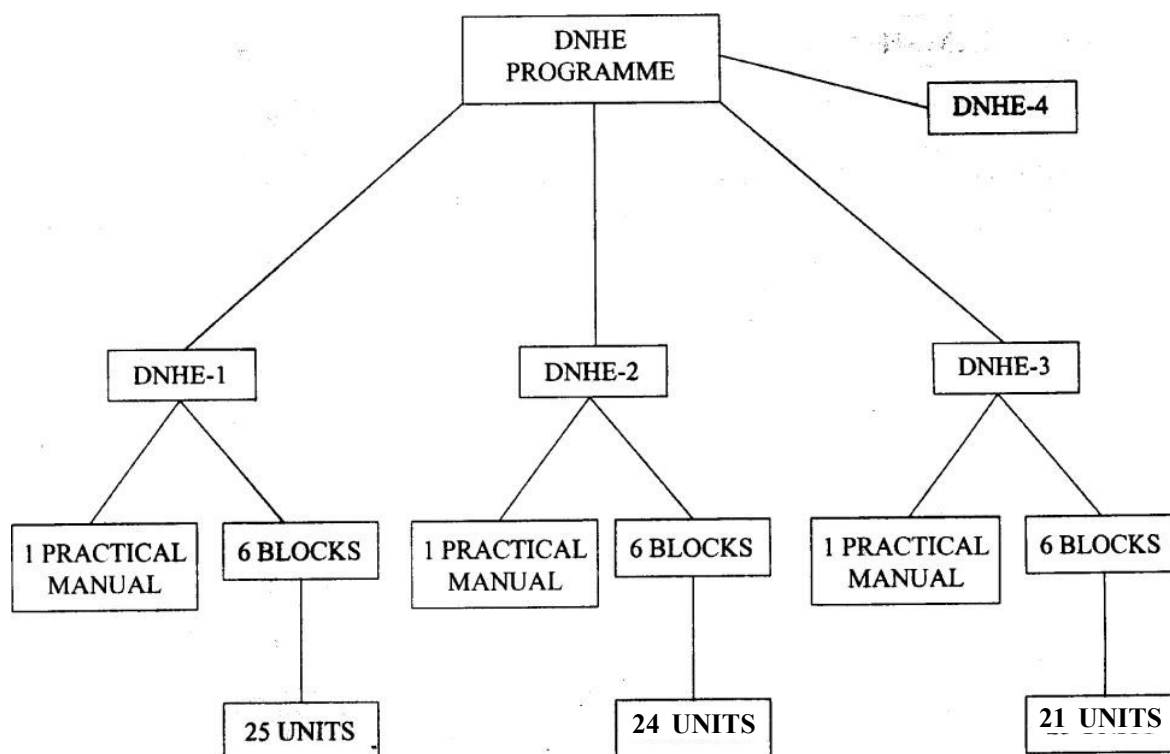 DNHE
PROGRAMME
DNHE-4
DNHE-1
DNHE-2
DNHE-3
1 PRACTICAL
MANUAL
6 BLOCKS
1 PRACTICAL
MANUAL
6 BLOCKS
1 PRACTICAL
MANUAL
6 BLOCKS
25 UNITS
24 UNITS
21 UNITS